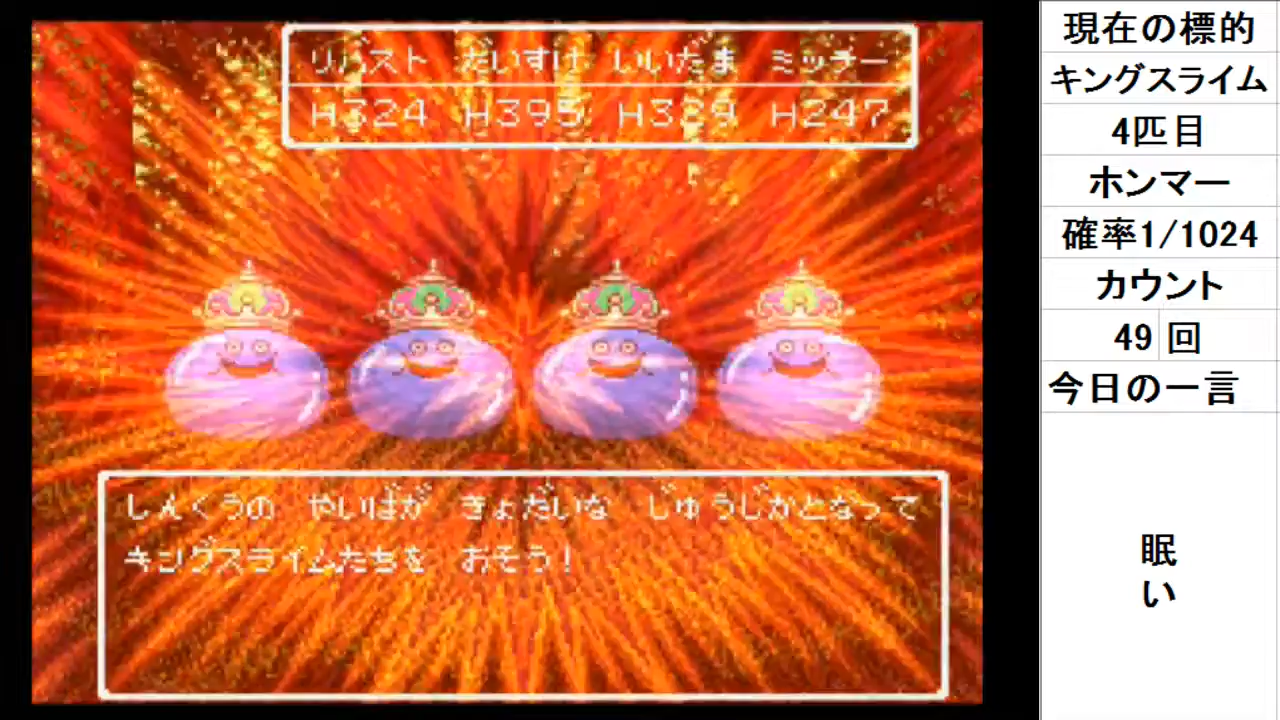 リバスト だいすけ いいだま ミッチー
H324 H395 H329 H247
しんくうの やいばが きょだいな じゅうじかとなって
キングスライムたちを おそう！
現在の標的
キングスライム
4匹目
ホンマー
確率1/1024
カウント
49 回
今日の一言
眠
い